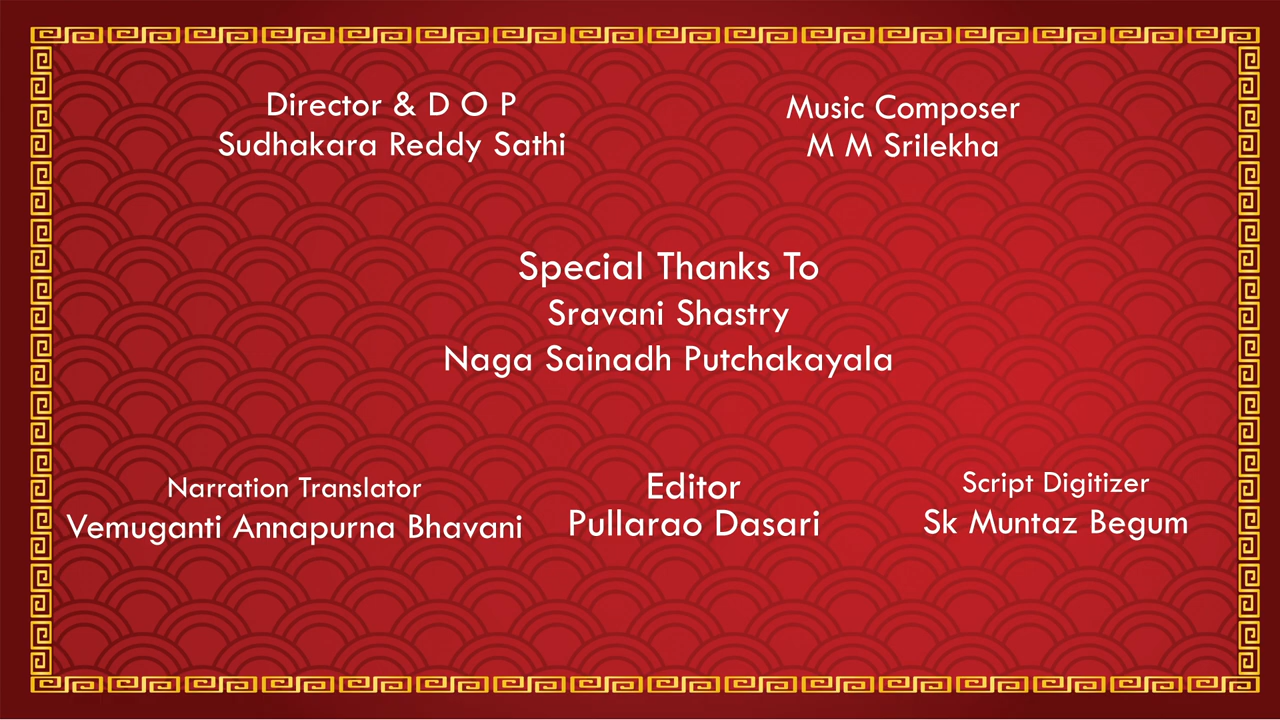 Director & D O P
Sudhakara Reddy Sathi
Music Composer
M M Srilekha
Special Thanks To
Sravani Shastry
Naga Sainadh Putchakayala
Narration Translator
Vemuganti Annapurna Bhavani
Editor
Pullarao Dasari
Script Digitizer
Sk Muntaz Begum